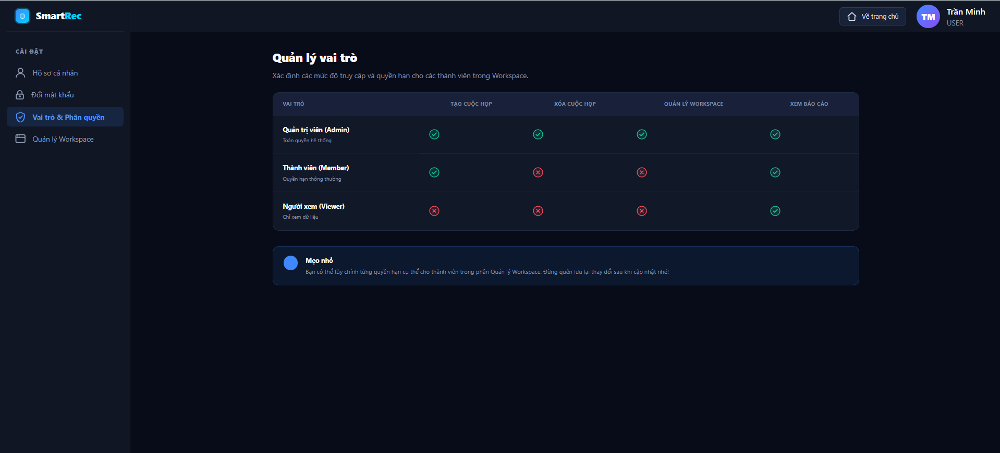 SmartRec
Về trang chủ
TM
Trần Minh
USER
CÀI ĐẶT
Hồ sơ cá nhân
Đổi mật khẩu
Vai trò & Phân quyền
Quản lý Workspace
Quản lý vai trò
Xác định các mức độ truy cập và quyền hạn cho các thành viên trong Workspace.
VAI TRÒ TẠO CUỘC HỌP XÓA CUỘC HỌP QUẢN LÝ WORKSPACE XEM BÁO CÁO
Quản trị viên (Admin)
Toàn quyền hệ thống
Thành viên (Member)
Quyền hạn thông thường
Người xem (Viewer)
Chỉ xem dữ liệu
Mẹo nhỏ
Bạn có thể tùy chỉnh từng quyền hạn cụ thể cho thành viên trong phần Quản lý Workspace. Đừng quên lưu lại thay đổi sau khi cập nhật nhé!